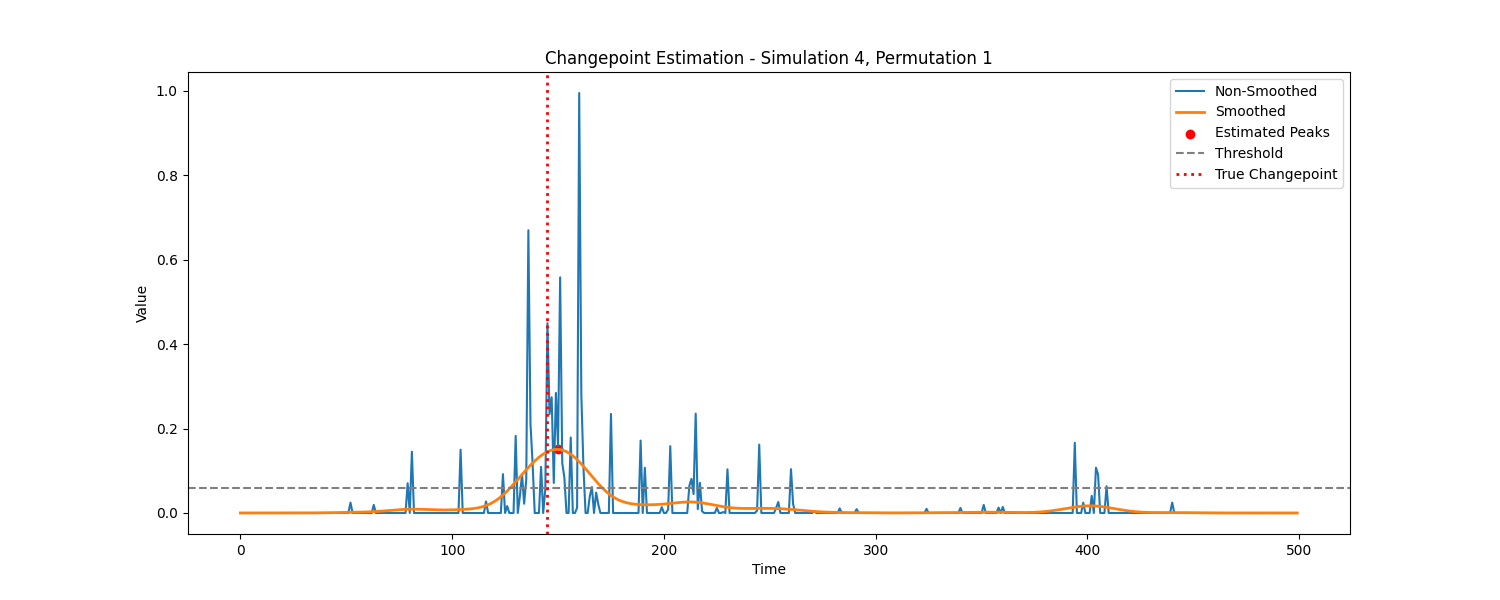 Changepoint Estimation - Simulation 4, Permutation 1
Non-Smoothed
Smoothed
Estimated Peaks
Threshold
True Changepoint
Value
1.0
0.8
0.6
0.4
0.2
0.0
0 100 200 300 400 500
Time